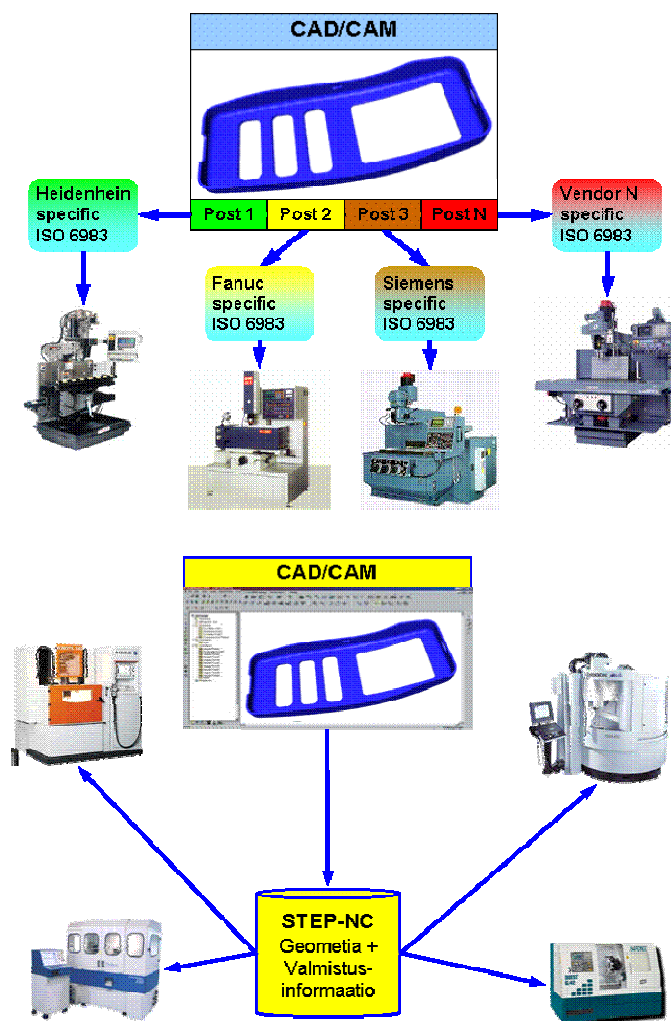 CAD/CAM
Post 1
Post 2
Post 3
Post N
Heidenhein
specific
ISO 6983
Vendor N
specific
ISO 6983
Fanuc
specific
ISO 6983
Siemens
specific
ISO 6983
CAD/CAM
STEP-NC
Geometia +
Valmistus-
informaatio